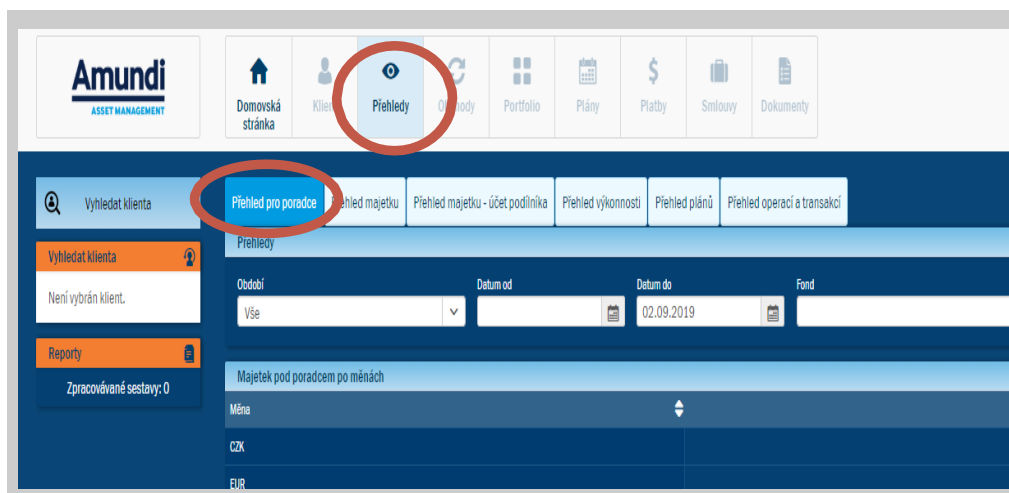 Amundi
ASSET MANAGEMENT
Domovská
stránka
Přehledy
Portfolio
Plány
Platby
Smlouvy
Dokumenty
Vyhledat klienta
Přehled pro poradce
Přehled majetku - účet podílníka
Přehled výkonnosti
Přehled plánů
Přehled operací a transakcí
Vyhledat klienta
Není vybrán klient.
Reporty
Zpracovávané sestavy: 0
Přehledy
Období
Datum od
Datum do
Fond
Vše
02.09.2019
Majetek pod poradcem po měnách
Měna
CZK
EUR